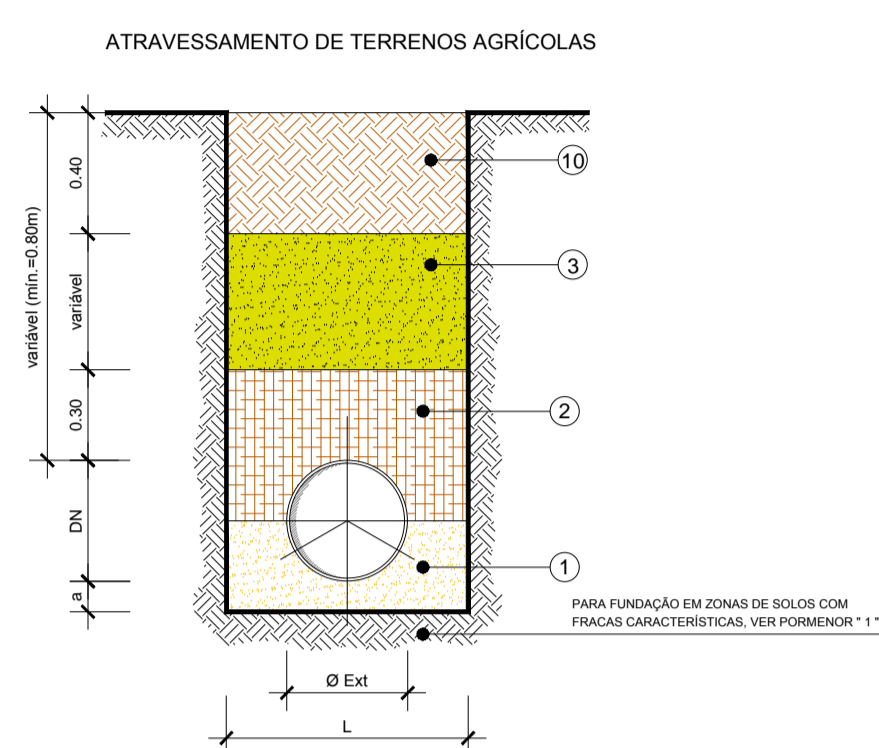 ATRAVESSAMENTO DE TERRENOS AGRÍCOLAS
10
0.40
3
variável
variável (mín.=0.80m)
2
0.30
DN
1
a
PARA FUNDAÇÃO EM ZONAS DE SOLOS COM
FRACAS CARACTERÍSTICAS, VER PORMENOR " 1 "
Ø Ext
L